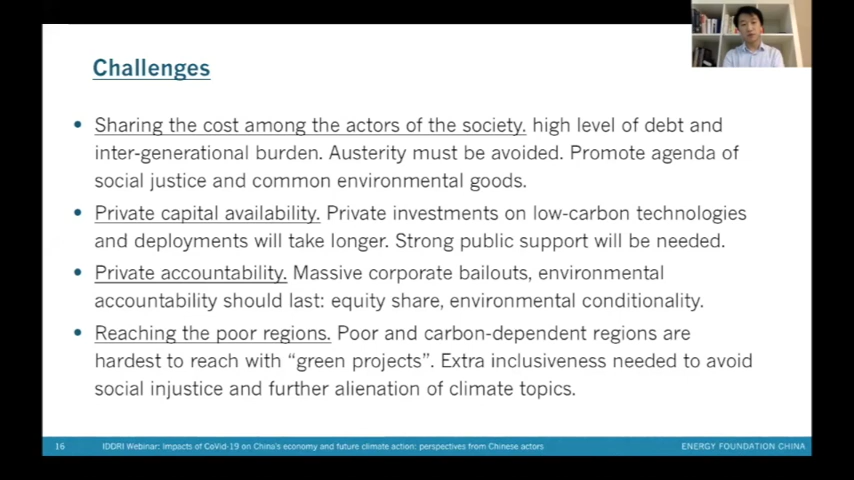 Challenges
Sharing the cost among the actors of the society. high level of debt and
inter-generational burden. Austerity must be avoided. Promote agenda of
social justice and common environmental goods.
Private capital availability. Private investments on low-carbon technologies
and deployments will take longer. Strong public support will be needed.
Private accountability. Massive corporate bailouts, environmental
accountability should last: equity share, environmental conditionality.
Reaching the poor regions. Poor and carbon-dependent regions are
hardest to reach with “green projects”. Extra inclusiveness needed to avoid
social injustice and further alienation of climate topics.
16 IDDRI Webinar: Impacts of CoVid-19 on China's economy and future climate action: perspectives from Chinese actors ENERGY FOUNDATION CHINA